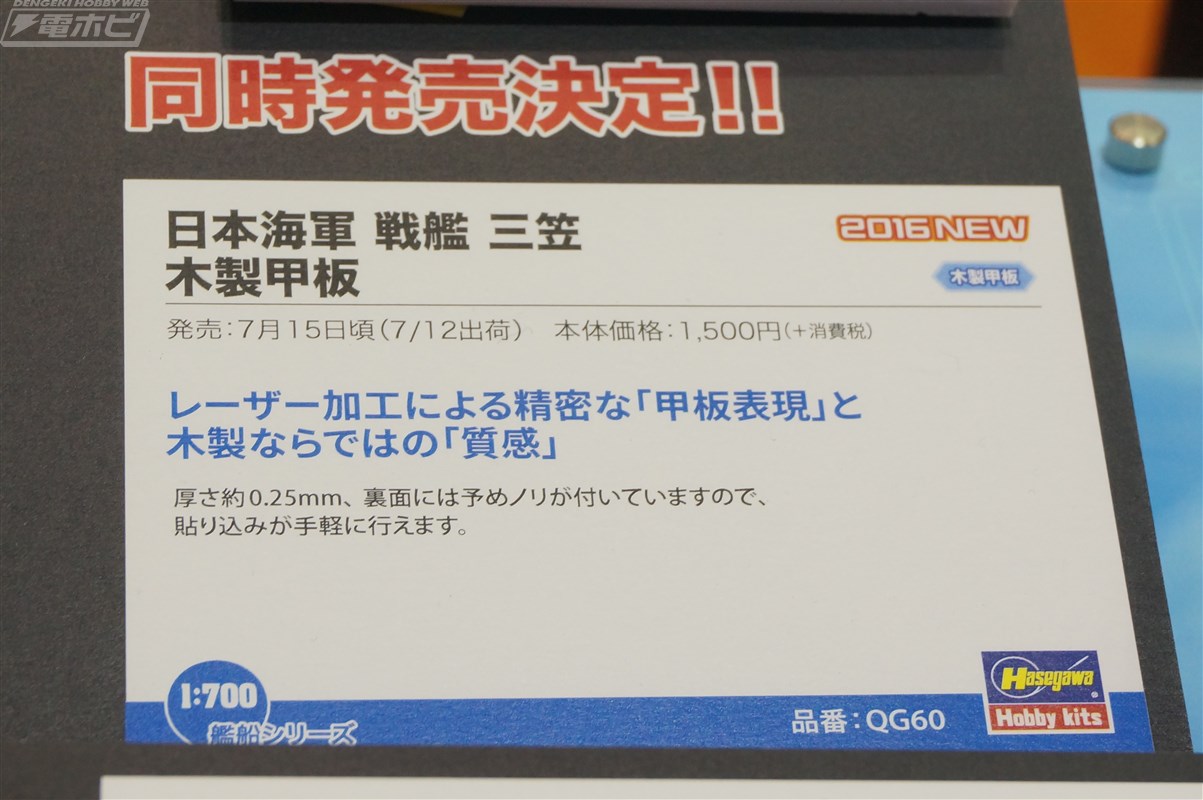 DENGEKI HOBBY WEB
電ホビ
同時発売決定!!
日本海軍 戦艦 三笠
木製甲板
2016 NEW
木製甲板
発売：7月15日頃（7/12出荷） 本体価格：1,500円（+消費税）
レーザー加工による精密な「甲板表現」と
木製ならではの「質感」
厚さ約0.25mm、裏面には予めノリが付いていますので、
貼り込みが手軽に行えます。
1:700
艦船シリーズ
品番：QG60
Hasegawa
Hobby kits